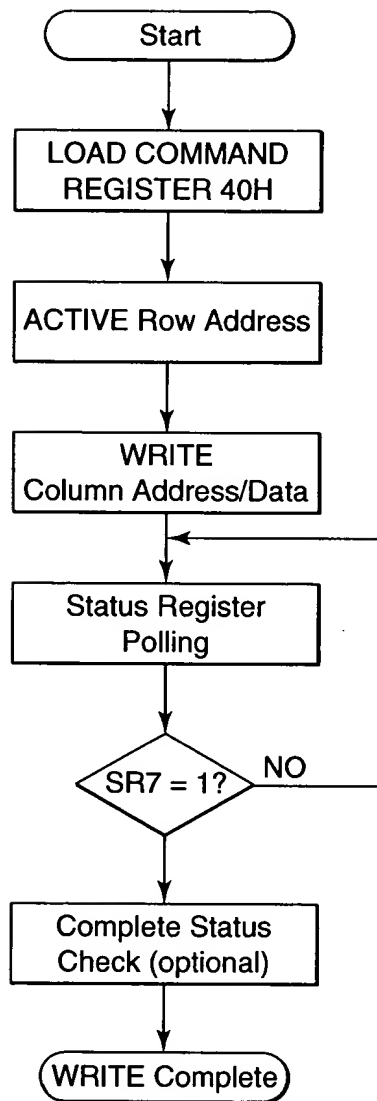 Start
LOAD COMMAND
REGISTER 40H
ACTIVE Row Address
WRITE
Column Address/Data
Status Register
Polling
SR7 = 1?
NO
Complete Status
Check (optional)
WRITE Complete